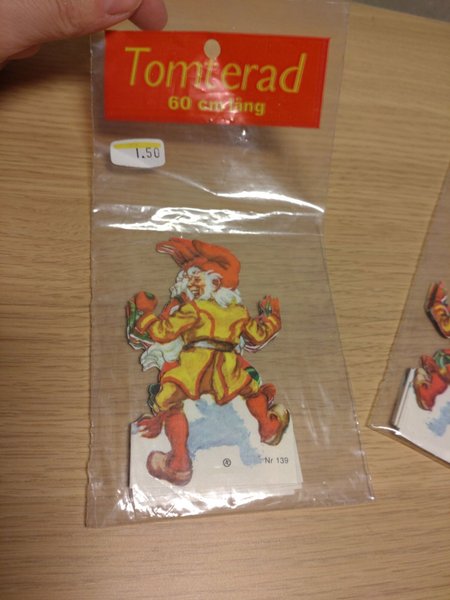 Tomterad
60 cm lång
1.50
Nr 139